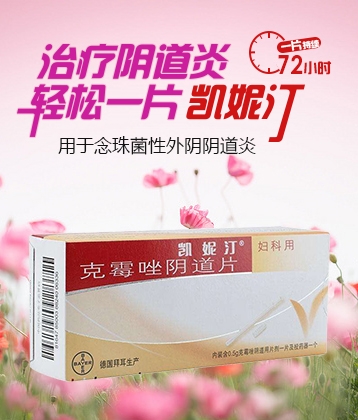 治疗阴道炎
一片持续
72小时
轻松一片 凯妮汀
用于念珠菌性外阴阴道炎
凯妮汀®
妇科用
克霉唑阴道片
内装含0.5g克霉唑阴道用片剂一片及投药器一个
BAYER
德国拜耳生产